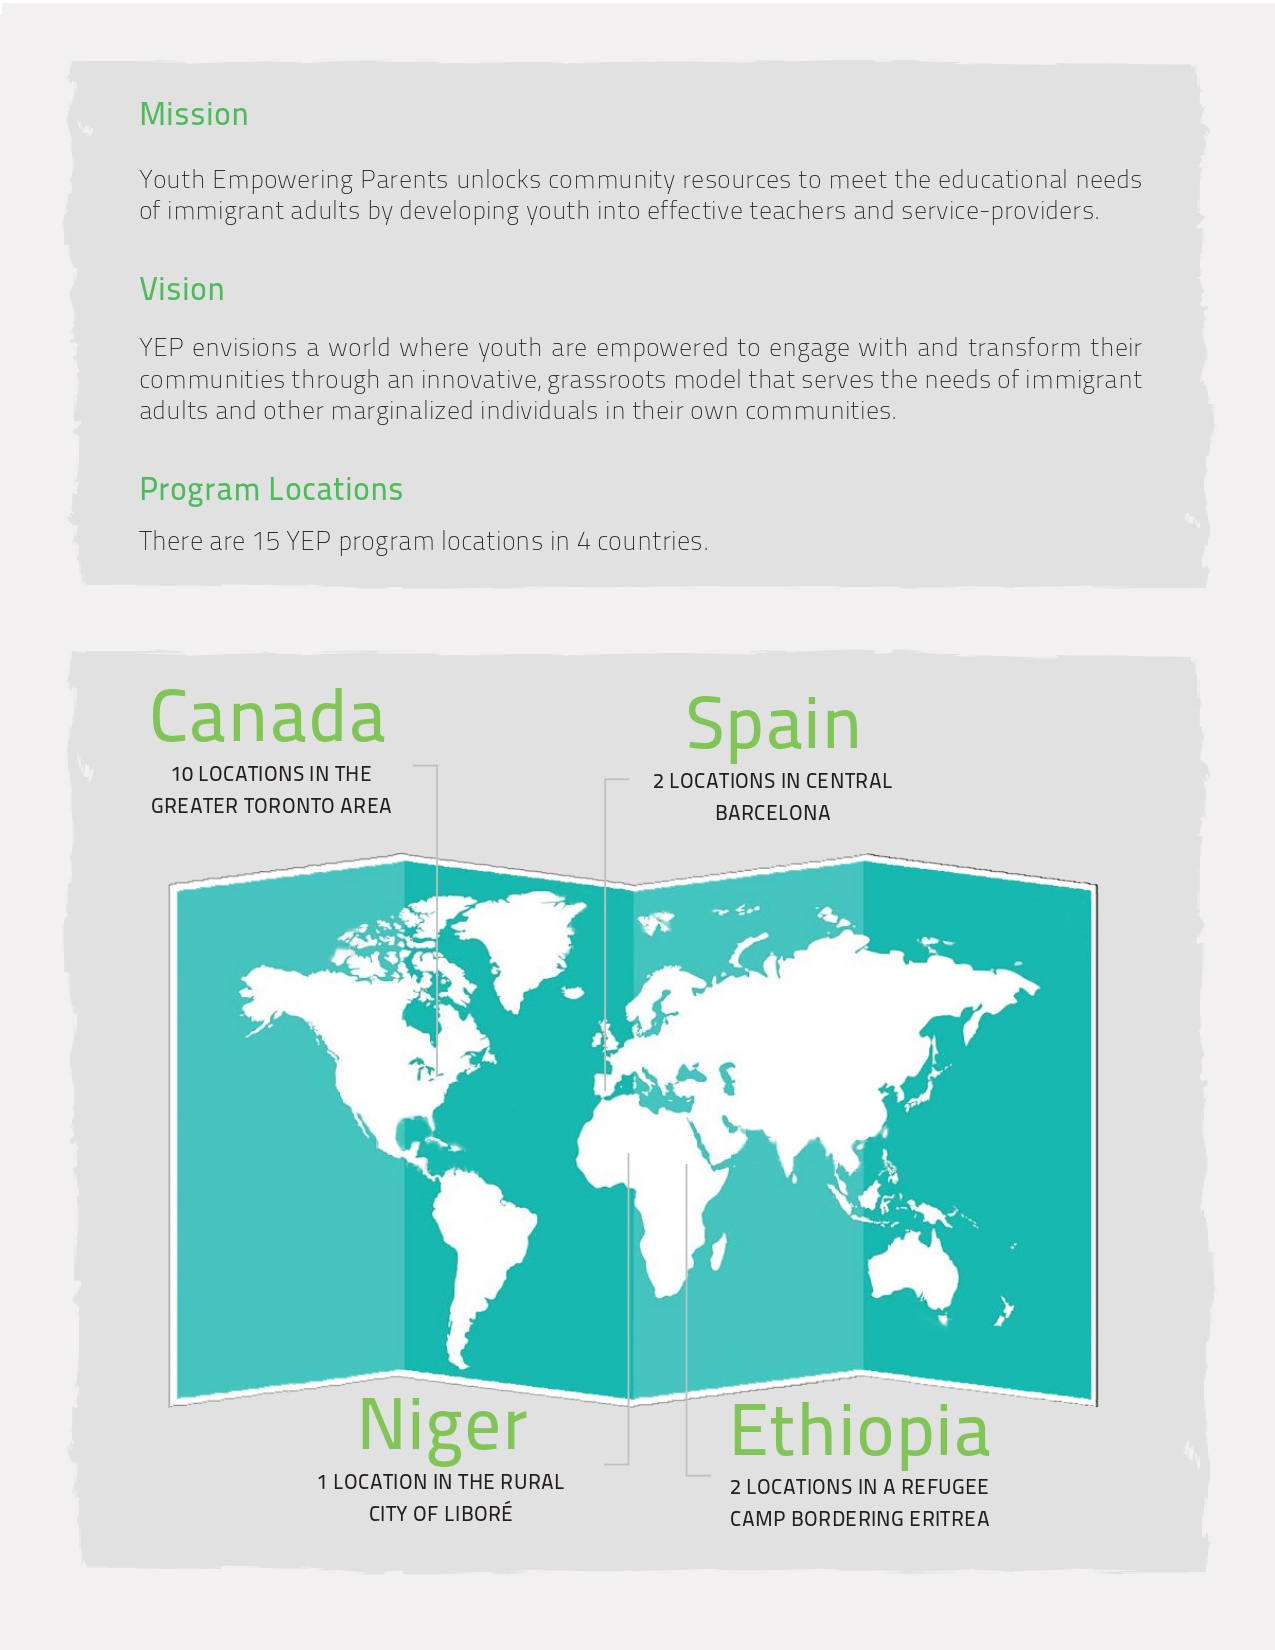 Mission
Youth Empowering Parents unlocks community resources to meet the educational needs
of immigrant adults by developing youth into effective teachers and service-providers.
Vision
YEP envisions a world where youth are empowered to engage with and transform their
communities through an innovative, grassroots model that serves the needs of immigrant
adults and other marginalized individuals in their own communities.
Program Locations
There are 15 YEP program locations in 4 countries.
Canada
10 LOCATIONS IN THE
GREATER TORONTO AREA
Spain
2 LOCATIONS IN CENTRAL
BARCELONA
Niger
1 LOCATION IN THE RURAL
CITY OF LIBORÉ
Ethiopia
2 LOCATIONS IN A REFUGEE
CAMP BORDERING ERITREA